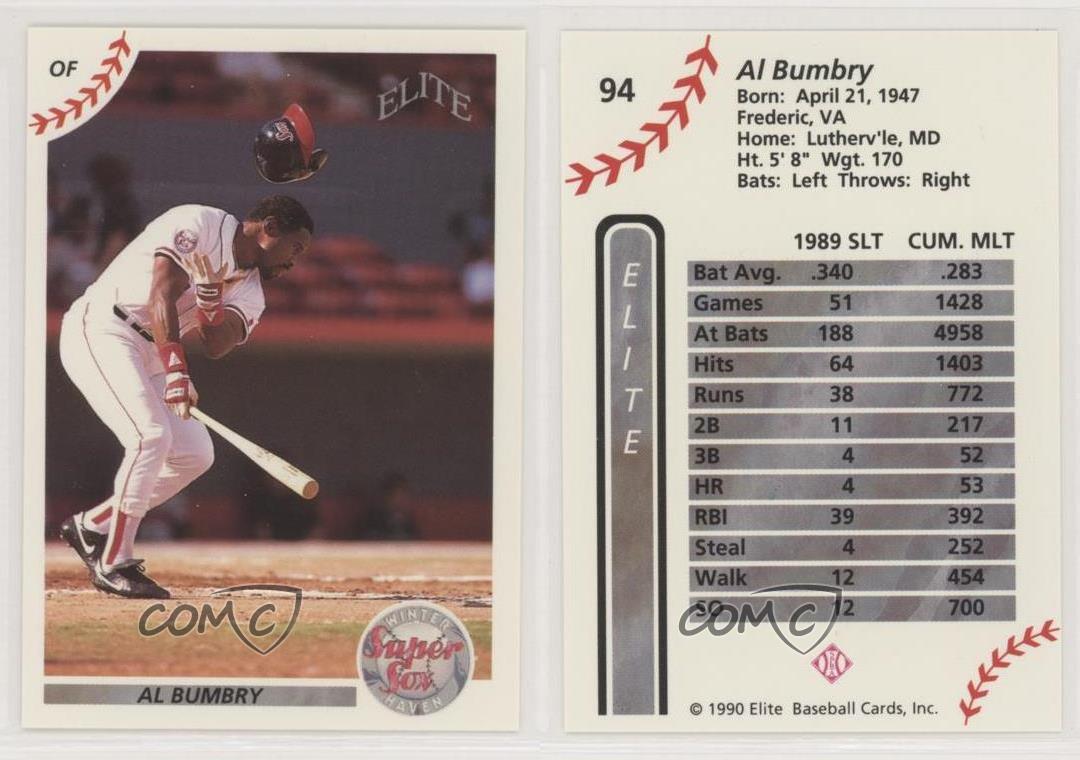 OF
ELITE
COMC
WINTER
Super
Sox
HAVEN
AL BUMBRY
94
Al Bumbry
Born: April 21, 1947
Frederic, VA
Home: Lutherv'le, MD
Ht. 5' 8" Wgt. 170
Bats: Left Throws: Right
ELITE
1989 SLT CUM. MLT
Bat Avg. .340 .283
Games 51 1428
At Bats 188 4958
Hits 64 1403
Runs 38 772
2B 11 217
3B 4 52
HR 4 53
RBI 39 392
Steal 4 252
Walk 12 454
SO 12 700
COMC
© 1990 Elite Baseball Cards, Inc.